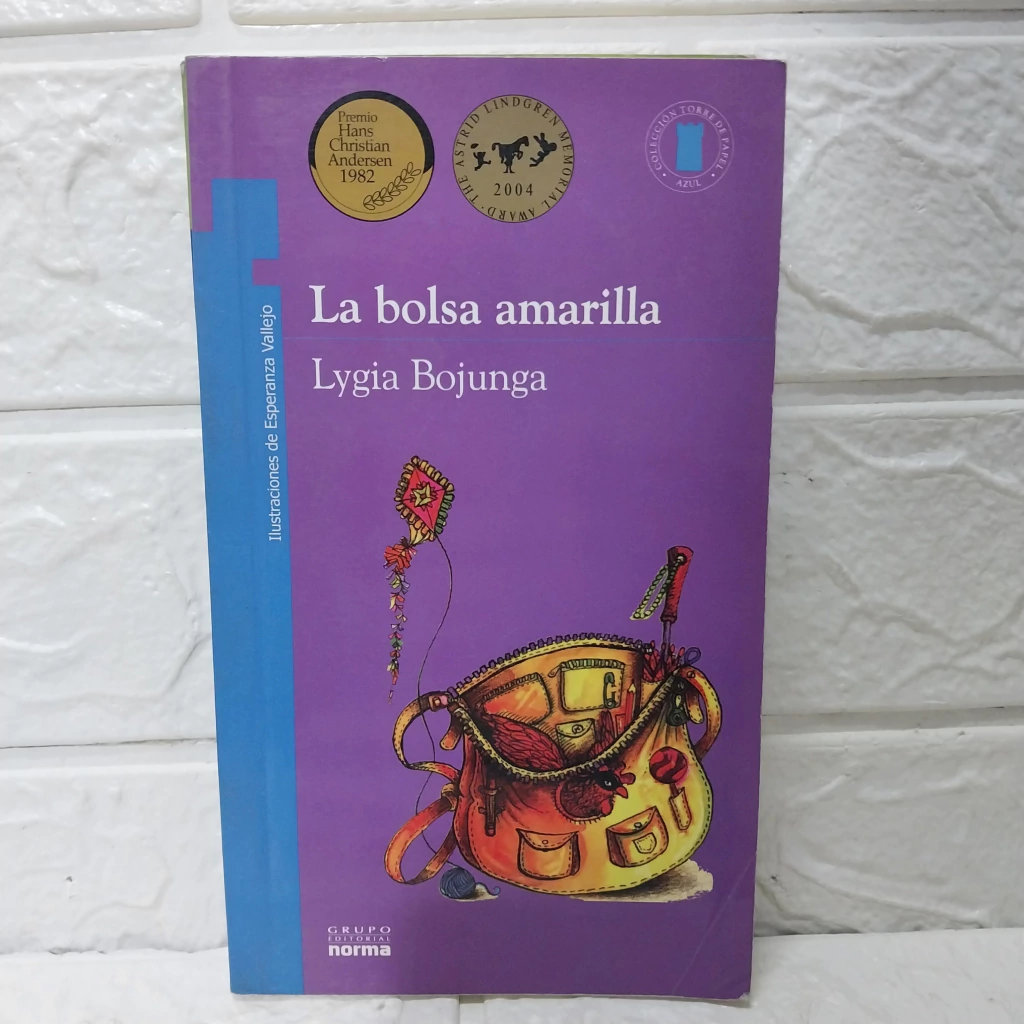 Premio
Hans
Christian
Andersen
1982
THE ASTRID LINDGREN MEMORIAL AWARD
2004
COLECCIÓN TORRE DE PAPEL
AZUL
La bolsa amarilla
Lygia Bojunga
Ilustraciones de Esperanza Vallejo
GRUPO
EDITORIAL
norma